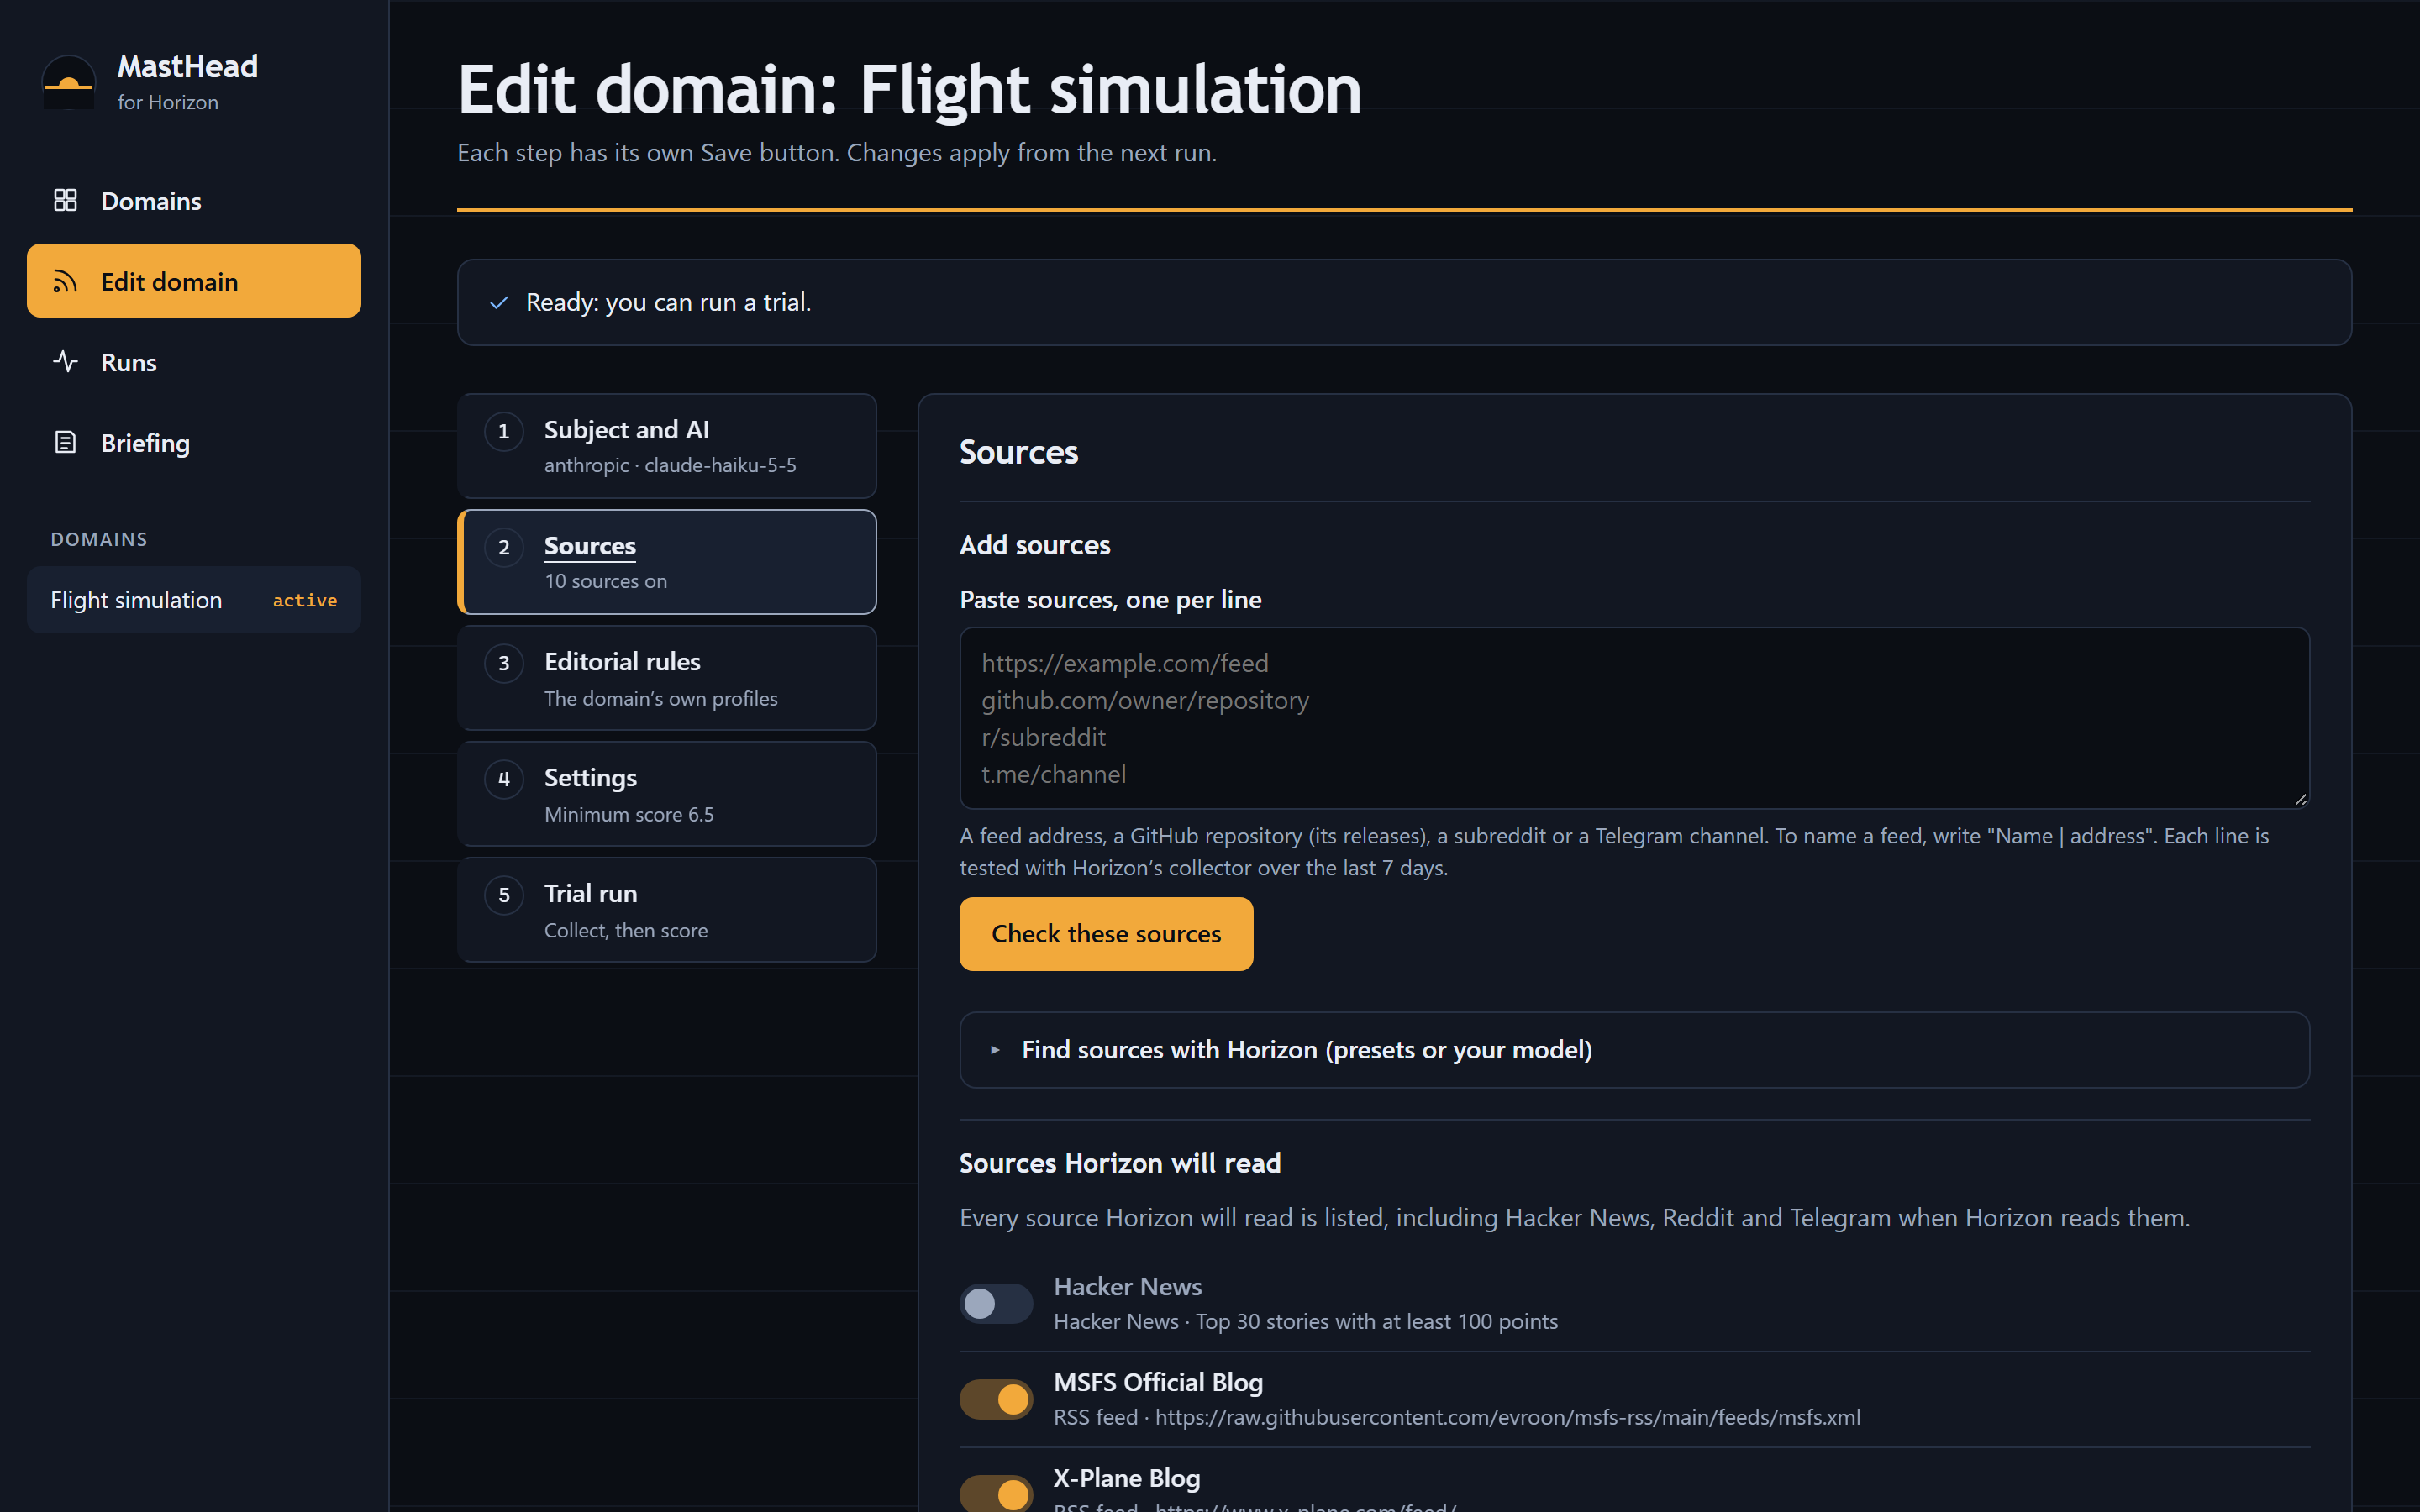 MastHead
for Horizon
Domains
Edit domain
Runs
Briefing
DOMAINS
Flight simulation
active
Edit domain: Flight simulation
Each step has its own Save button. Changes apply from the next run.
Ready: you can run a trial.
1
Subject and AI
anthropic · claude-haiku-5-5
2
Sources
10 sources on
3
Editorial rules
The domain’s own profiles
4
Settings
Minimum score 6.5
5
Trial run
Collect, then score
Sources
Add sources
Paste sources, one per line
https://example.com/feed
github.com/owner/repository
r/subreddit
t.me/channel
A feed address, a GitHub repository (its releases), a subreddit or a Telegram channel. To name a feed, write "Name | address". Each line is
tested with Horizon’s collector over the last 7 days.
Check these sources
Find sources with Horizon (presets or your model)
Sources Horizon will read
Every source Horizon will read is listed, including Hacker News, Reddit and Telegram when Horizon reads them.
Hacker News
Hacker News · Top 30 stories with at least 100 points
MSFS Official Blog
RSS feed · https://raw.githubusercontent.com/evroon/msfs-rss/main/feeds/msfs.xml
X-Plane Blog
RSS feed · https://www.x-plane.com/feed/